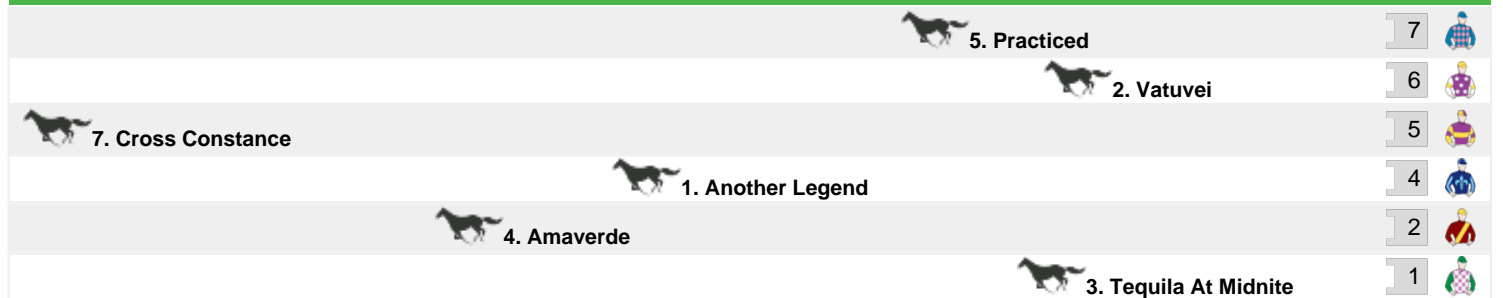 5. Practiced 7
2. Vatuvei 6
7. Cross Constance 5
1. Another Legend 4
4. Amaverde 2
3. Tequila At Midnite 1